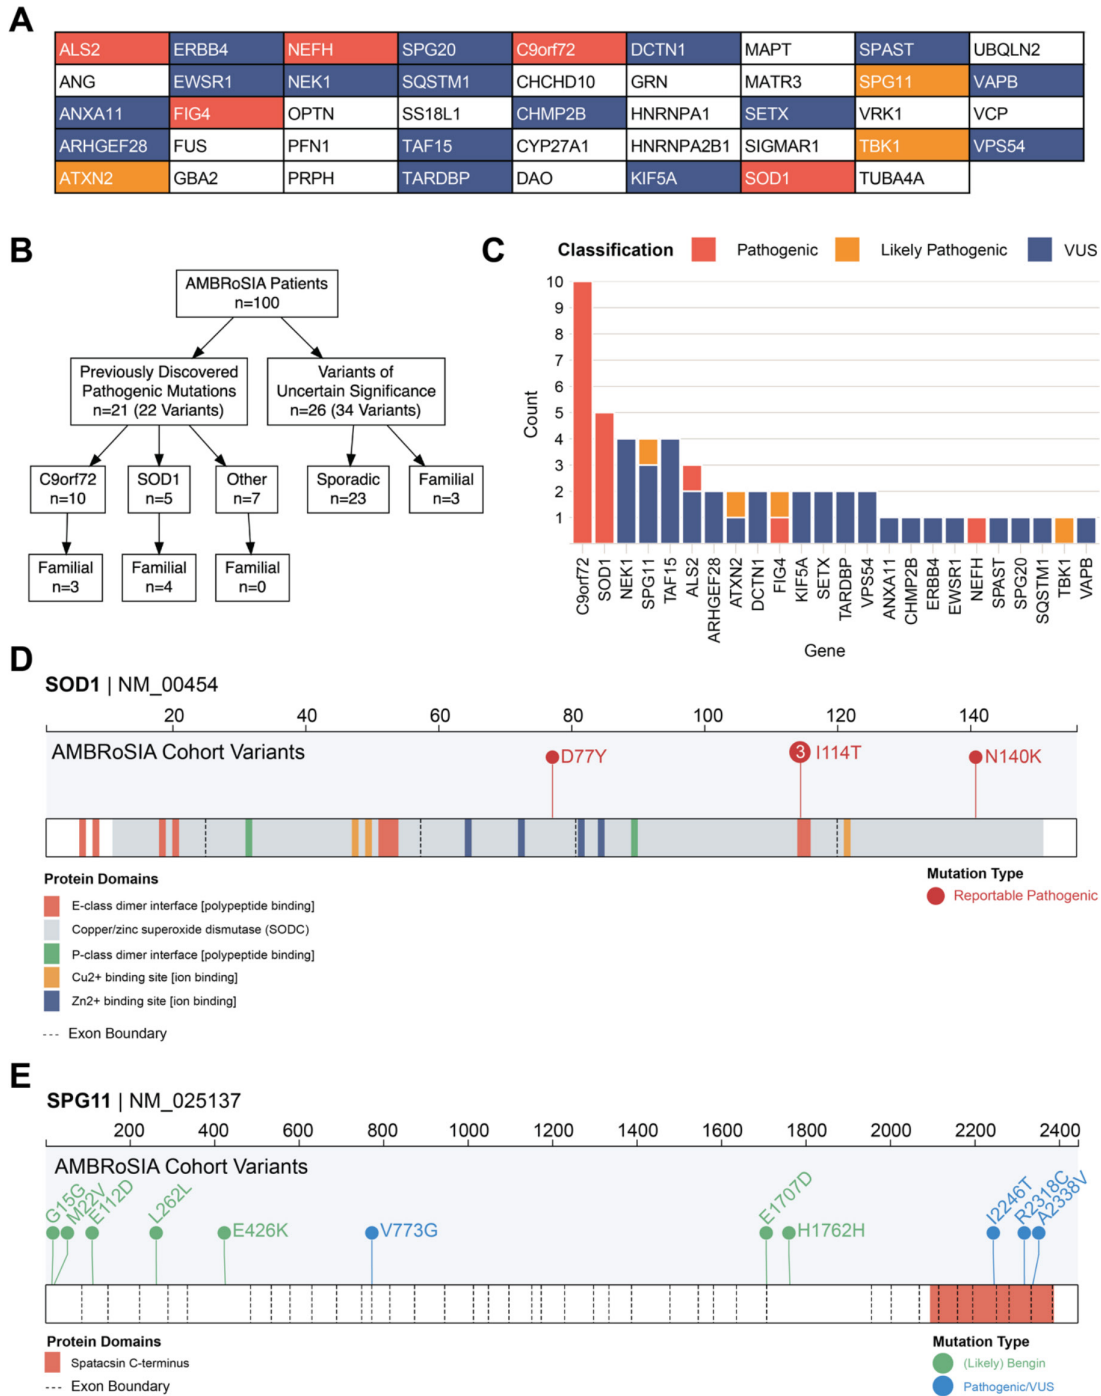 A
ALS2 ERBB4 NEFH SPG20 C9orf72 DCTN1 MAPT SPAST UBQLN2
ANG EWSR1 NEK1 SQSTM1 CHCHD10 GRN MATR3 SPG11 VAPB
ANXA11 FIG4 OPTN SS18L1 CHMP2B HNRNPA1 SETX VRK1 VCP
ARHGEF28 FUS PFN1 TAF15 CYP27A1 HNRNPA2B1 SIGMAR1 TBK1 VPS54
ATXN2 GBA2 PRPH TARDBP DAO KIF5A SOD1 TUBA4A
B
AMBRoSIA Patients
n=100
Previously Discovered
Pathogenic Mutations
n=21 (22 Variants)
Variants of
Uncertain Significance
n=26 (34 Variants)
C9orf72
n=10
SOD1
n=5
Other
n=7
Sporadic
n=23
Familial
n=3
Familial
n=3
Familial
n=4
Familial
n=0
C
Classification Pathogenic Likely Pathogenic VUS
Count
10
9
8
7
6
5
4
3
2
1
C9orf72
SOD1
NEK1
SPG11
TAF15
ALS2
ARHGEF28
ATXN2
DCTN1
FIG4
KIF5A
SETX
TARDBP
VPS54
ANXA11
CHMP2B
ERBB4
EWSR1
NEFH
SPAST
SPG20
SQSTM1
TBK1
VAPB
Gene
D
SOD1 | NM_00454
20 40 60 80 100 120 140
AMBRoSIA Cohort Variants
D77Y
3 I114T
N140K
Protein Domains
E-class dimer interface [polypeptide binding]
Copper/zinc superoxide dismutase (SODC)
P-class dimer interface [polypeptide binding]
Cu2+ binding site [ion binding]
Zn2+ binding site [ion binding]
Exon Boundary
Mutation Type
Reportable Pathogenic
E
SPG11 | NM_025137
200 400 600 800 1000 1200 1400 1600 1800 2000 2200 2400
AMBRoSIA Cohort Variants
G15G
M22V
E112D
L262L
E426K
V773G
E1707D
H1762H
I2246T
R2318C
A2338V
Protein Domains
Spatacsin C-terminus
Exon Boundary
Mutation Type
(Likely) Bengin
Pathogenic/VUS